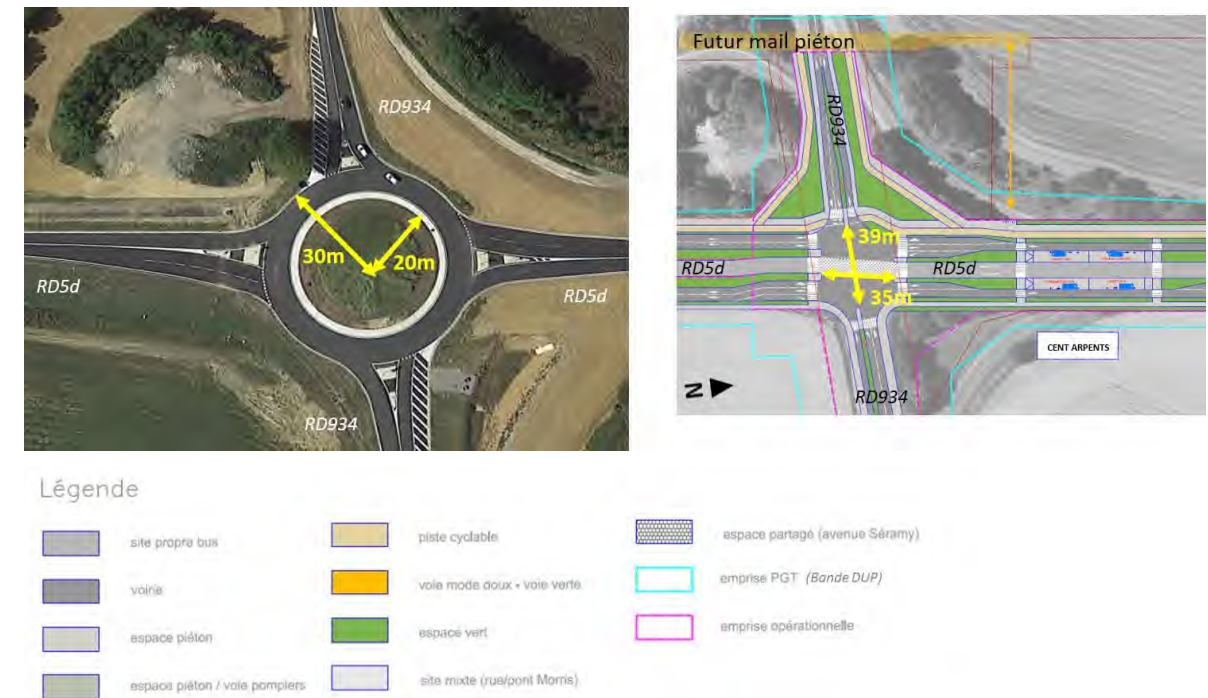 RD934
30m
20m
RD5d
RD5d
RD934
Futur mail piéton
RD934
39m
RD5d
RD5d
35m
CENT ARPENTS
N
RD934
Légende
site propre bus
voirie
espace piéton
espace piéton / voie pompiers
piste cyclable
voie mode doux - voie verte
espace vert
site mixte (rue/pont Morris)
espace partagé (avenue Séramy)
emprise PGT (Bande DUP)
emprise opérationnelle